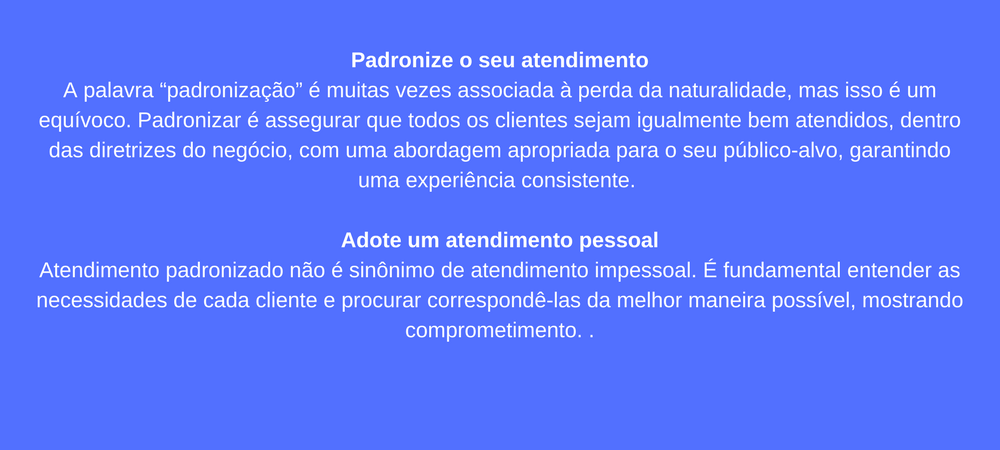 Padronize o seu atendimento
A palavra “padronização” é muitas vezes associada à perda da naturalidade, mas isso é um
equívoco. Padronizar é assegurar que todos os clientes sejam igualmente bem atendidos, dentro
das diretrizes do negócio, com uma abordagem apropriada para o seu público-alvo, garantindo
uma experiência consistente.
Adote um atendimento pessoal
Atendimento padronizado não é sinônimo de atendimento impessoal. É fundamental entender as
necessidades de cada cliente e procurar correspondê-las da melhor maneira possível, mostrando
comprometimento. .